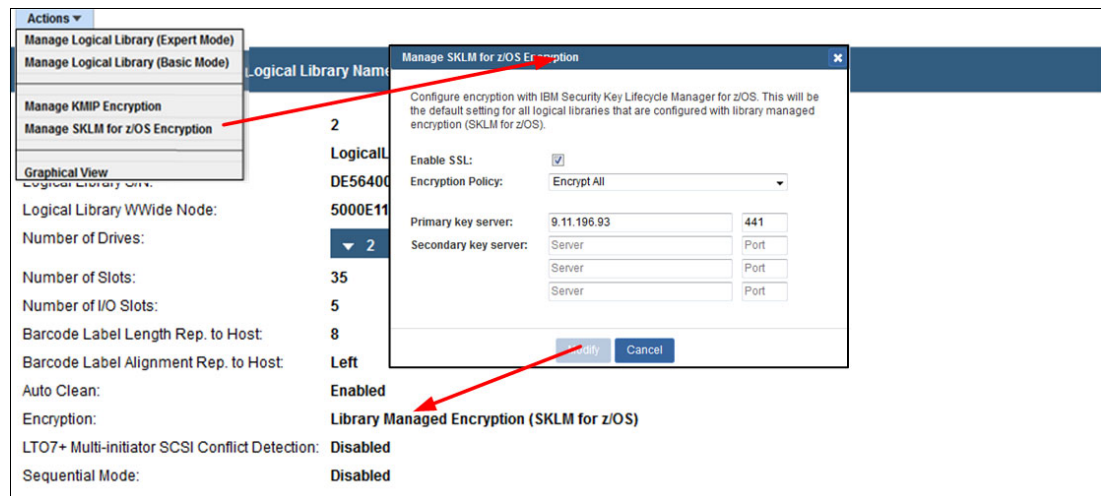 Actions ▼
Manage Logical Library (Expert Mode)
Manage Logical Library (Basic Mode)
Manage KMIP Encryption
Manage SKLM for z/OS Encryption
Graphical View
Logical Library Name
2
LogicalL
DE56400
Logical Library WWide Node: 5000E11
Number of Drives: ▼ 2
Number of Slots: 35
Number of I/O Slots: 5
Barcode Label Length Rep. to Host: 8
Barcode Label Alignment Rep. to Host: Left
Auto Clean: Enabled
Encryption: Library Managed Encryption (SKLM for z/OS)
LTO7+ Multi-initiator SCSI Conflict Detection: Disabled
Sequential Mode: Disabled
Manage SKLM for z/OS Encryption
Configure encryption with IBM Security Key Lifecycle Manager for z/OS. This will be
the default setting for all logical libraries that are configured with library managed
encryption (SKLM for z/OS).
Enable SSL:
Encryption Policy: Encrypt All
Primary key server: 9.11.196.93 441
Secondary key server: Server Port
Server Port
Server Port
Modify Cancel